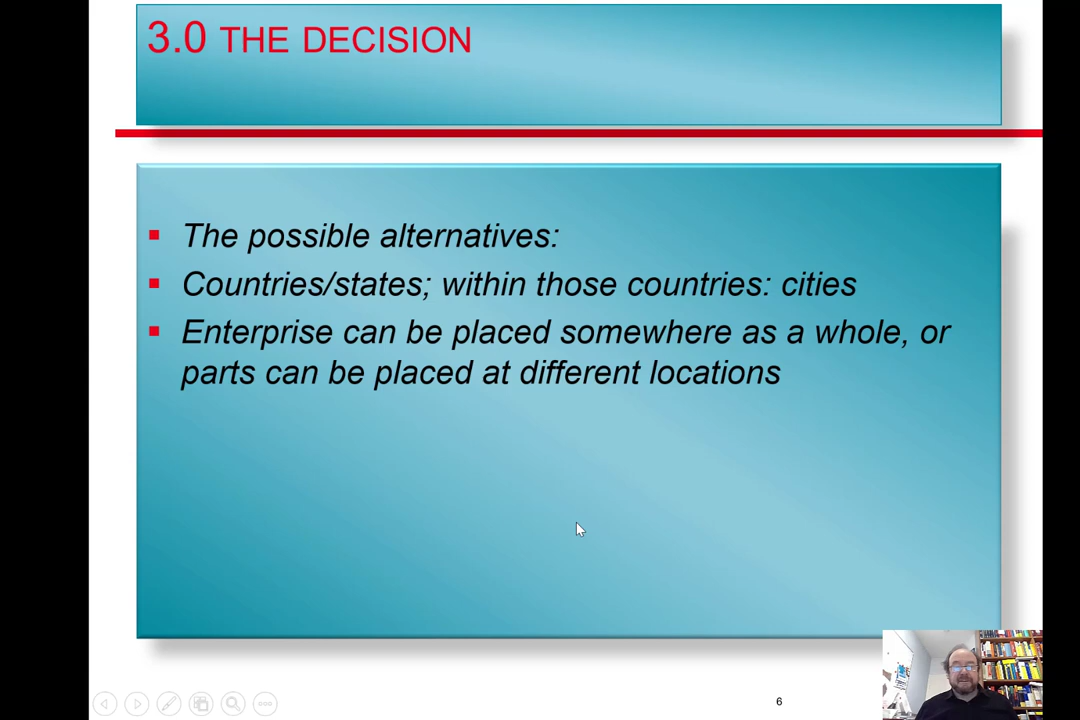 3.0 THE DECISION
The possible alternatives:
Countries/states; within those countries: cities
Enterprise can be placed somewhere as a whole, or
parts can be placed at different locations
6